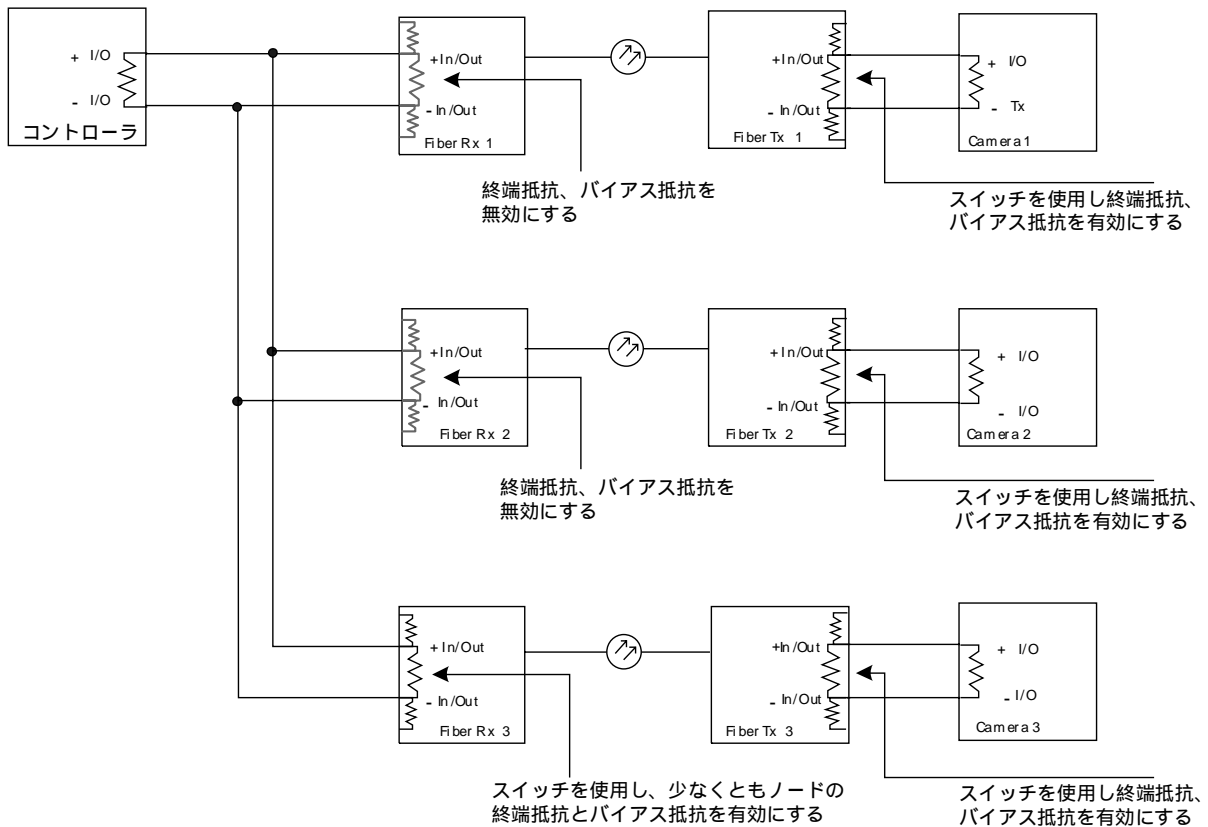 + I/O
- I/O
コントローラ
+In/Out
- In/Out
Fiber Rx 1
+In/Out
- In/Out
Fiber Tx 1
+ I/O
- Tx
Camera 1
終端抵抗、バイアス抵抗を
無効にする
スイッチを使用し終端抵抗、
バイアス抵抗を有効にする
+In/Out
- In/Out
Fiber Rx 2
+ In/Out
- In/Out
Fiber Tx 2
+ I/O
- I/O
Camera 2
終端抵抗、バイアス抵抗を
無効にする
スイッチを使用し終端抵抗、
バイアス抵抗を有効にする
+ In/Out
- In/Out
Fiber Rx 3
+In/Out
- In/Out
Fiber Tx 3
+ I/O
- I/O
Camera 3
スイッチを使用し、少なくともノードの
終端抵抗とバイアス抵抗を有効にする
スイッチを使用し終端抵抗、
バイアス抵抗を有効にする